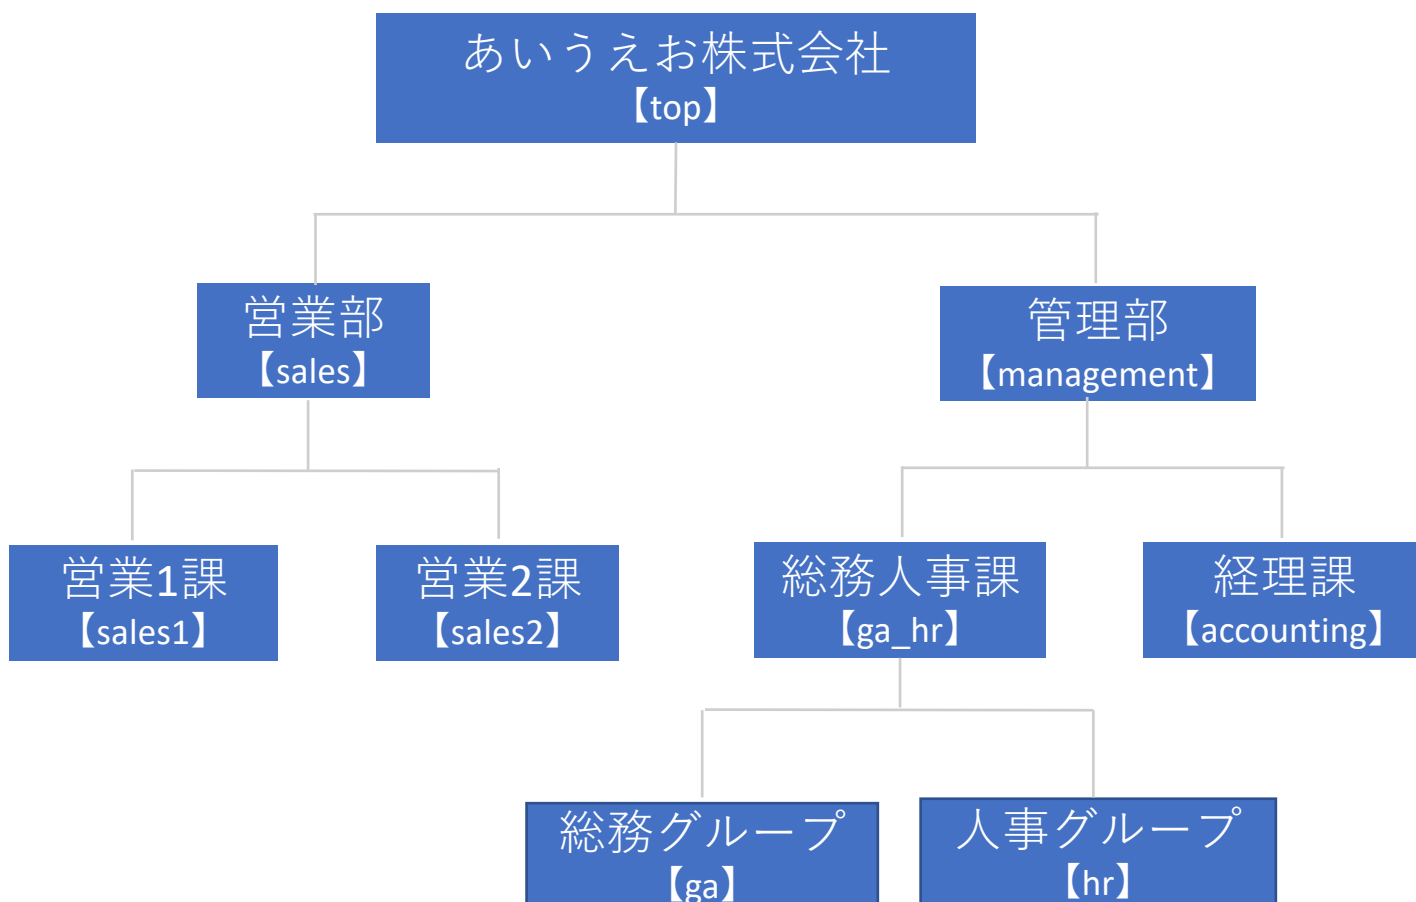 あいうえお株式会社
【top】
営業部
【sales】
管理部
【management】
営業1課
【sales1】
営業2課
【sales2】
総務人事課
【ga_hr】
経理課
【accounting】
総務グループ
【ga】
人事グループ
【hr】